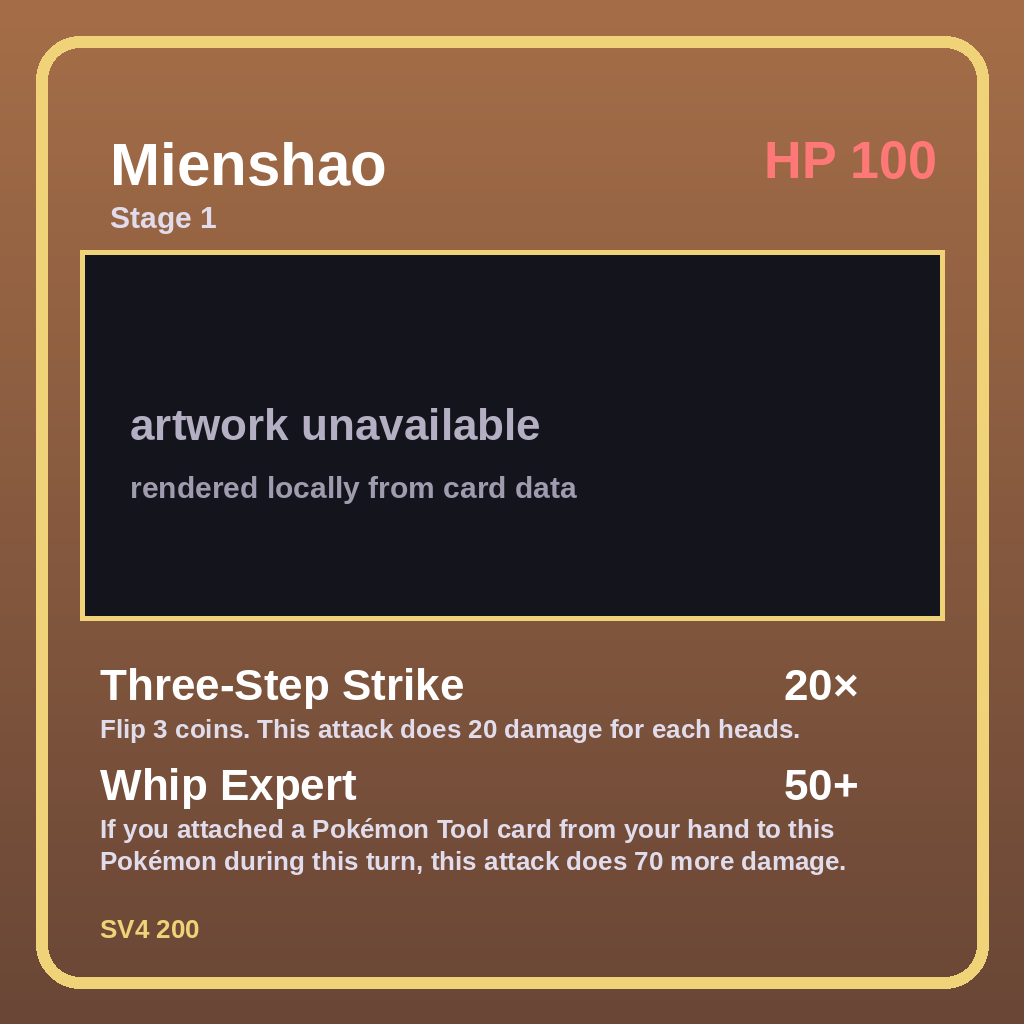 Mienshao
HP 100
Stage 1
artwork unavailable
rendered locally from card data
Three-Step Strike
20×
Flip 3 coins. This attack does 20 damage for each heads.
Whip Expert
50+
If you attached a Pokémon Tool card from your hand to this
Pokémon during this turn, this attack does 70 more damage.
SV4 200